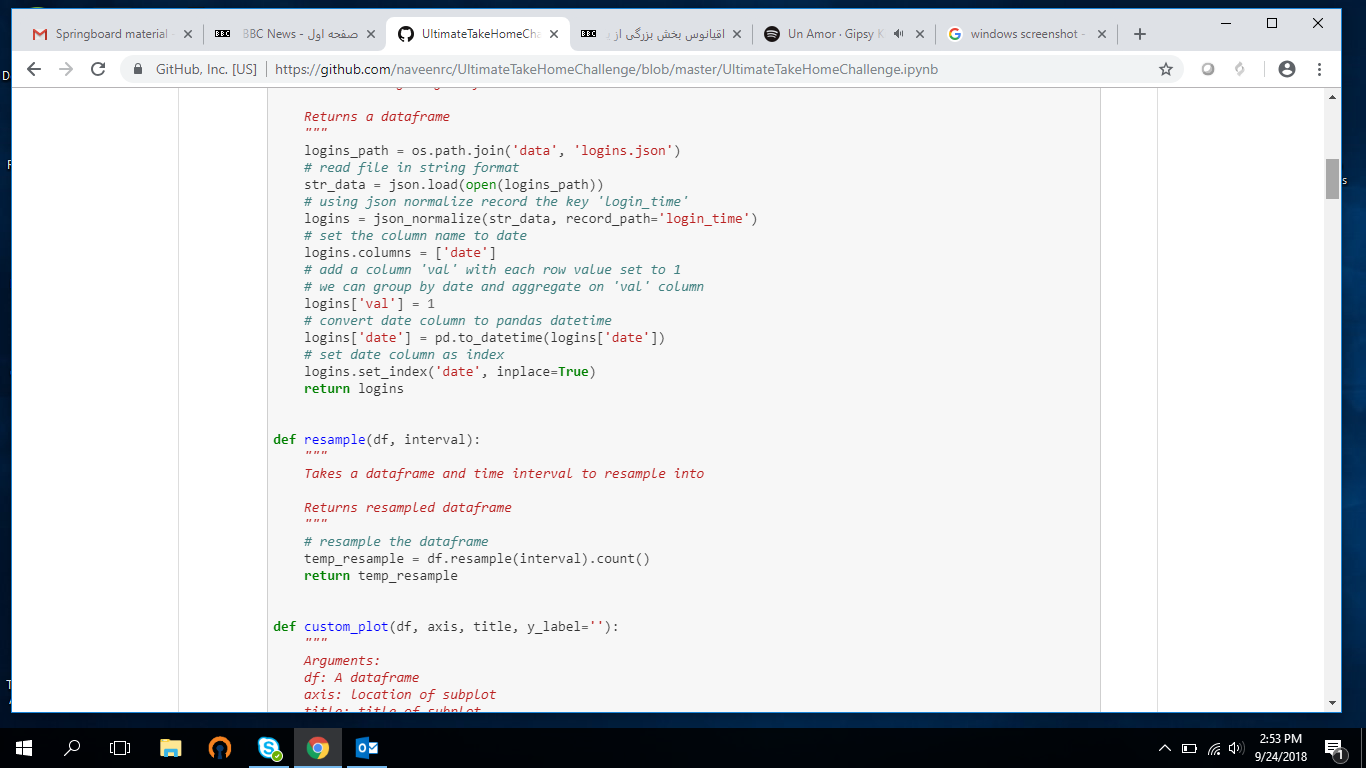 Springboard material -
صفحه اول - BBC News
UltimateTakeHomeCha
اقیانوس بخش بزرگی از
Un Amor · Gipsy K
windows screenshot -
GitHub, Inc. [US] | https://github.com/naveenrc/UltimateTakeHomeChallenge/blob/master/UltimateTakeHomeChallenge.ipynb
Returns a dataframe
"""
logins_path = os.path.join('data', 'logins.json')
# read file in string format
str_data = json.load(open(logins_path))
# using json normalize record the key 'login_time'
logins = json_normalize(str_data, record_path='login_time')
# set the column name to date
logins.columns = ['date']
# add a column 'val' with each row value set to 1
# we can group by date and aggregate on 'val' column
logins['val'] = 1
# convert date column to pandas datetime
logins['date'] = pd.to_datetime(logins['date'])
# set date column as index
logins.set_index('date', inplace=True)
return logins
def resample(df, interval):
"""
Takes a dataframe and time interval to resample into
Returns resampled dataframe
"""
# resample the dataframe
temp_resample = df.resample(interval).count()
return temp_resample
def custom_plot(df, axis, title, y_label=''):
"""
Arguments:
df: A dataframe
axis: location of subplot
title: title of subplot
2:53 PM
9/24/2018
1